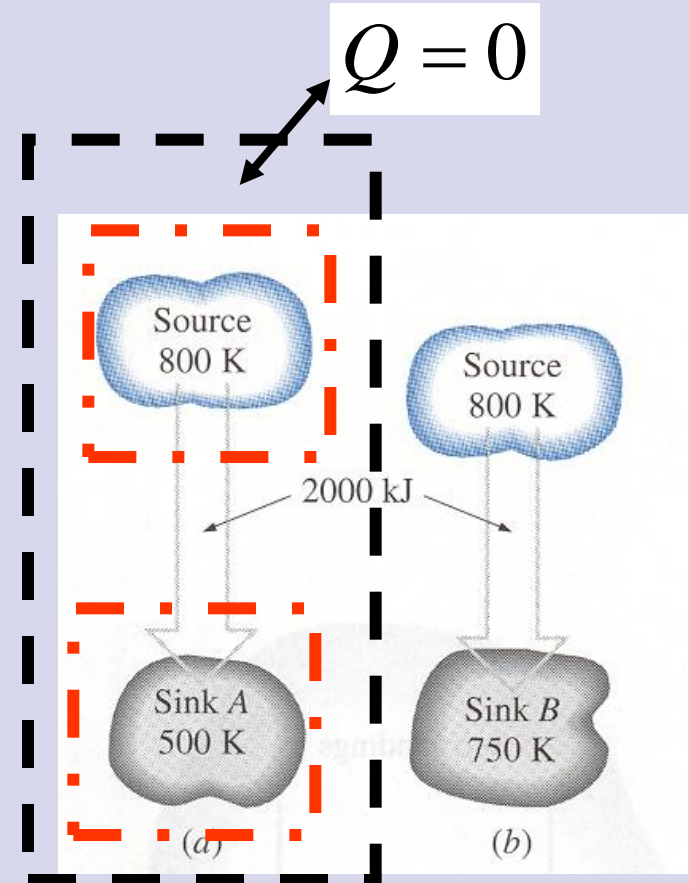 Q = 0
Source
800 K
Source
800 K
2000 kJ
Sink A
500 K
Sink B
750 K
(a)
(b)